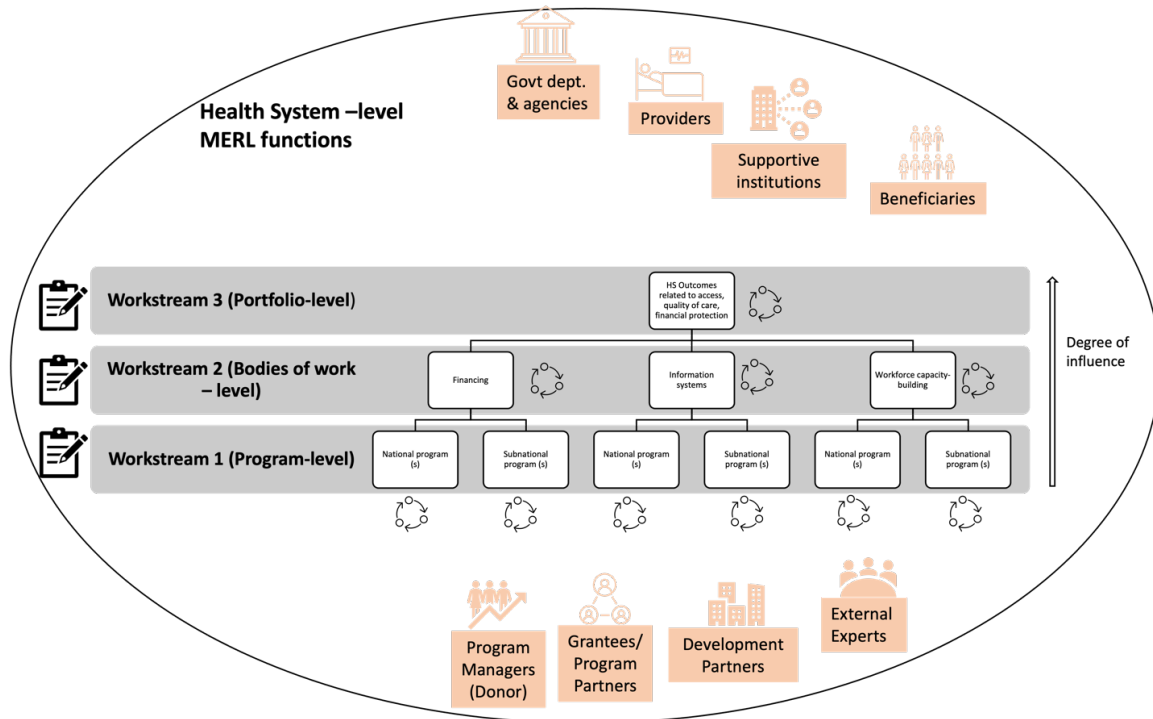 Govt dept.
& agencies
Providers
Supportive
institutions
Beneficiaries
Health System –level
MERL functions
Workstream 3 (Portfolio-level)
HS Outcomes
related to access,
quality of care,
financial protection
Degree of
influence
Workstream 2 (Bodies of work
– level)
Financing
Information
systems
Workforce capacity-
building
Workstream 1 (Program-level)
National program
(s)
Subnational
program (s)
National program
(s)
Subnational
program (s)
National program
(s)
Subnational
program (s)
Program
Managers
(Donor)
Grantees/
Program
Partners
Development
Partners
External
Experts